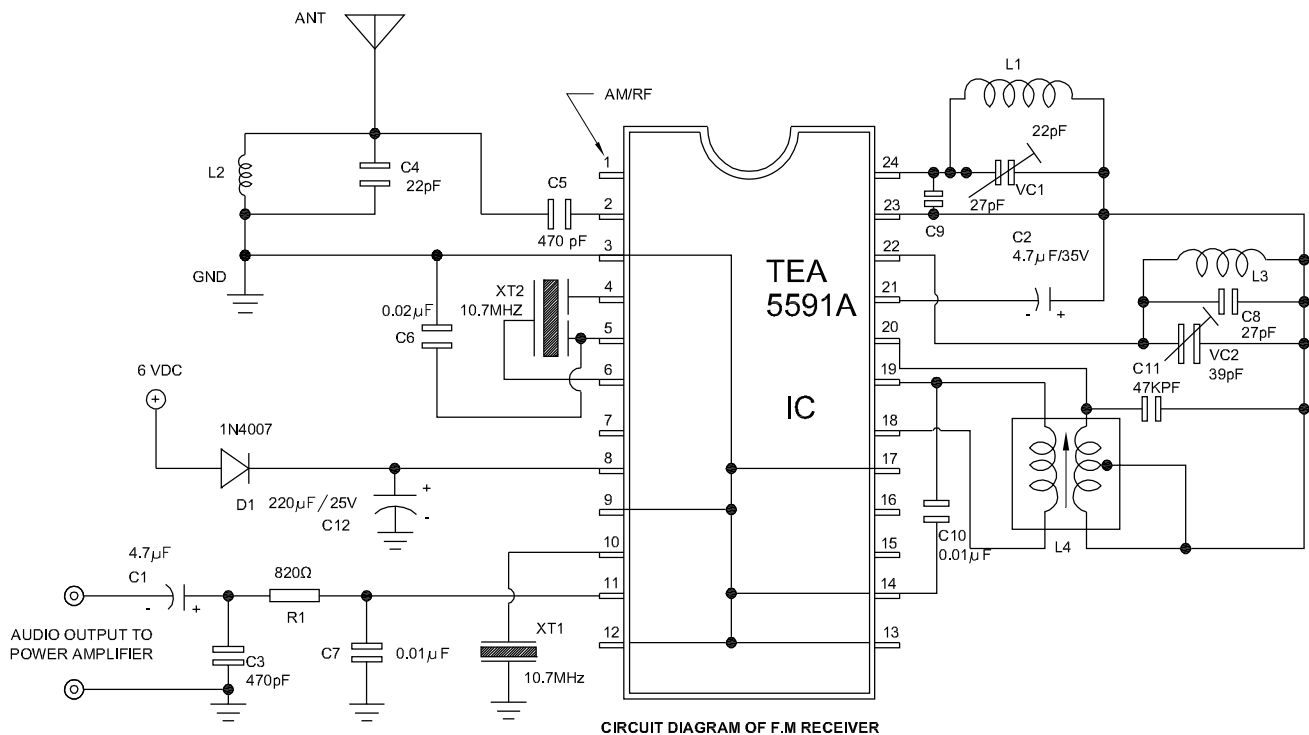 ANT
AM/RF
L1
22pF
VC1
27pF
C9
L2
C4
22pF
C5
470 pF
GND
C2
4.7µF/35V
L3
C8
27pF
VC2
39pF
C11
47KPF
0.02µF
C6
XT2
10.7MHZ
TEA
5591A
IC
1
2
3
4
5
6
7
8
9
10
11
12
24
23
22
21
20
19
18
17
16
15
14
13
6 VDC
1N4007
D1
220µF/25V
C12
+
-
-
+
C10
0.01µF
L4
4.7µF
C1
-
+
820Ω
R1
AUDIO OUTPUT TO
POWER AMPLIFIER
C3
470pF
C7
0.01µF
XT1
10.7MHz
CIRCUIT DIAGRAM OF F.M RECEIVER